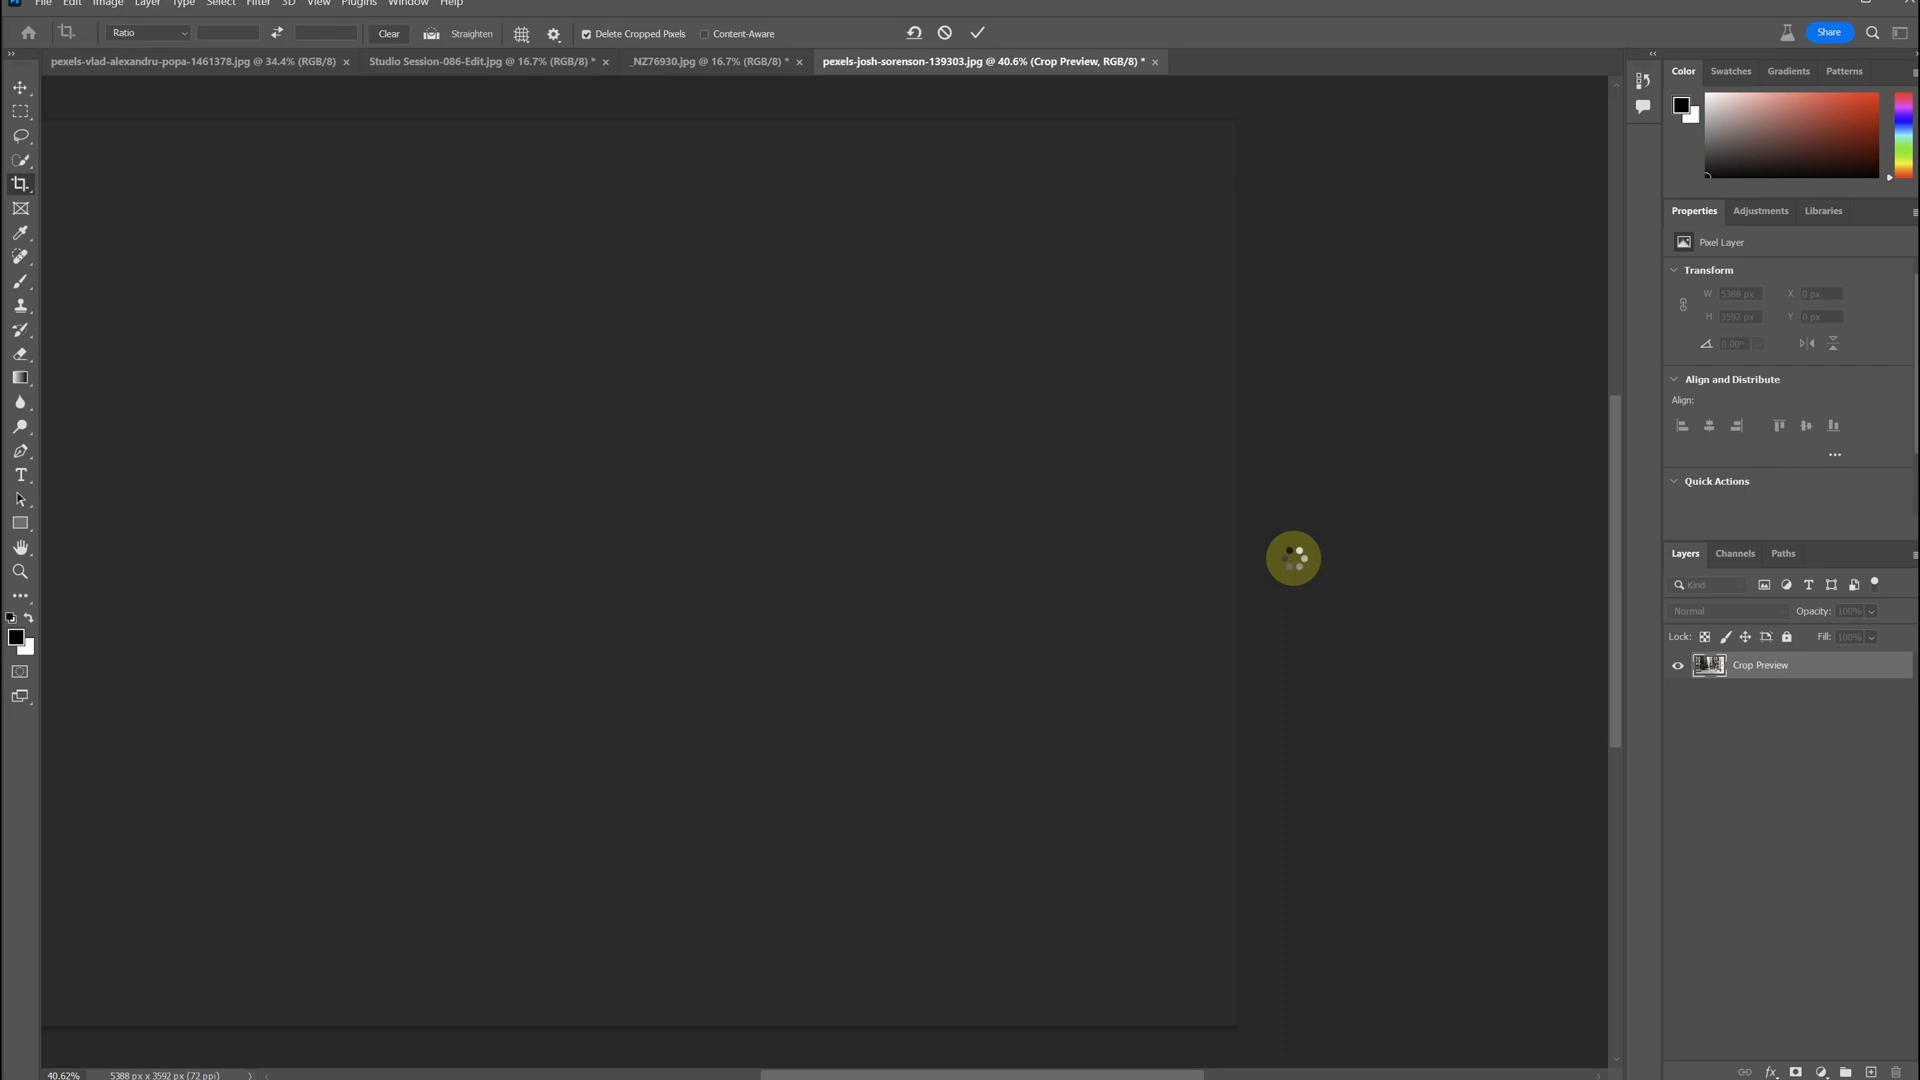 File Edit Image Layer Type Select Filter 3D View Plugins Window Help
Ratio Clear Straighten Delete Cropped Pixels Content-Aware Share
pexels-vlad-alexandru-popa-1461378.jpg @ 34.4% (RGB/8) Studio Session-086-Edit.jpg @ 16.7% (RGB/8) * _NZ76930.jpg @ 16.7% (RGB/8) * pexels-josh-sorenson-139303.jpg @ 40.6% (Crop Preview, RGB/8) *
Color Swatches Gradients Patterns
Properties Adjustments Libraries
Pixel Layer
Transform
W 5388 px X 0 px
H 3592 px Y 0 px
0.00°
Align and Distribute
Align:
Quick Actions
Layers Channels Paths
Kind
Normal Opacity: 100%
Lock: Fill: 100%
Crop Preview
40.62% 5388 px x 3592 px (72 ppi)